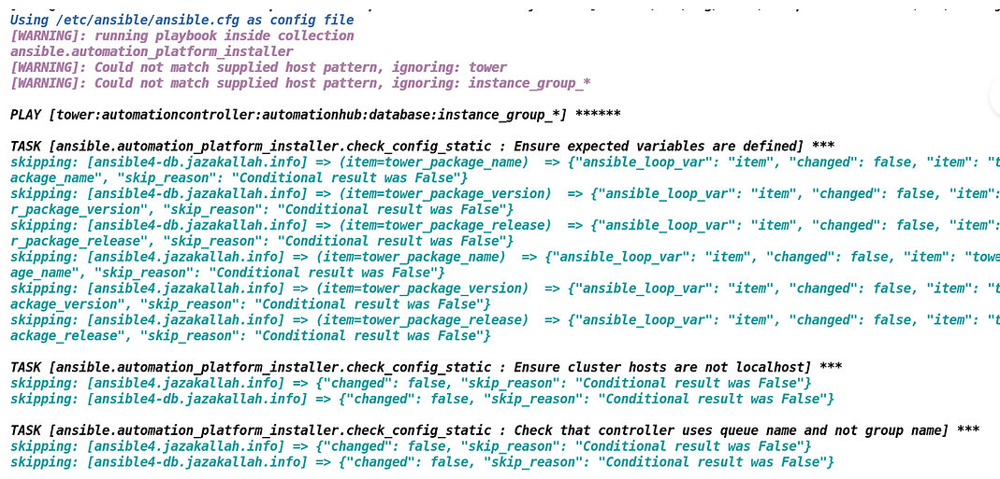 Using /etc/ansible/ansible.cfg as config file
[WARNING]: running playbook inside collection
ansible.automation_platform_installer
[WARNING]: Could not match supplied host pattern, ignoring: tower
[WARNING]: Could not match supplied host pattern, ignoring: instance_group_*
PLAY [tower:automationcontroller:automationhub:database:instance_group_*] ******
TASK [ansible.automation_platform_installer.check_config_static : Ensure expected variables are defined] ***
skipping: [ansible4-db.jazakallah.info] => (item=tower_package_name)  => {"ansible_loop_var": "item", "changed": false, "item": "t
ackage_name", "skip_reason": "Conditional result was False"}
skipping: [ansible4-db.jazakallah.info] => (item=tower_package_version)  => {"ansible_loop_var": "item", "changed": false, "item":
r_package_version", "skip_reason": "Conditional result was False"}
skipping: [ansible4-db.jazakallah.info] => (item=tower_package_release)  => {"ansible_loop_var": "item", "changed": false, "item":
r_package_release", "skip_reason": "Conditional result was False"}
skipping: [ansible4.jazakallah.info] => (item=tower_package_name)  => {"ansible_loop_var": "item", "changed": false, "item": "towe
age_name", "skip_reason": "Conditional result was False"}
skipping: [ansible4.jazakallah.info] => (item=tower_package_version)  => {"ansible_loop_var": "item", "changed": false, "item": "t
ackage_version", "skip_reason": "Conditional result was False"}
skipping: [ansible4.jazakallah.info] => (item=tower_package_release)  => {"ansible_loop_var": "item", "changed": false, "item": "t
ackage_release", "skip_reason": "Conditional result was False"}
TASK [ansible.automation_platform_installer.check_config_static : Ensure cluster hosts are not localhost] ***
skipping: [ansible4.jazakallah.info] => {"changed": false, "skip_reason": "Conditional result was False"}
skipping: [ansible4-db.jazakallah.info] => {"changed": false, "skip_reason": "Conditional result was False"}
TASK [ansible.automation_platform_installer.check_config_static : Check that controller uses queue name and not group name] ***
skipping: [ansible4.jazakallah.info] => {"changed": false, "skip_reason": "Conditional result was False"}
skipping: [ansible4-db.jazakallah.info] => {"changed": false, "skip_reason": "Conditional result was False"}